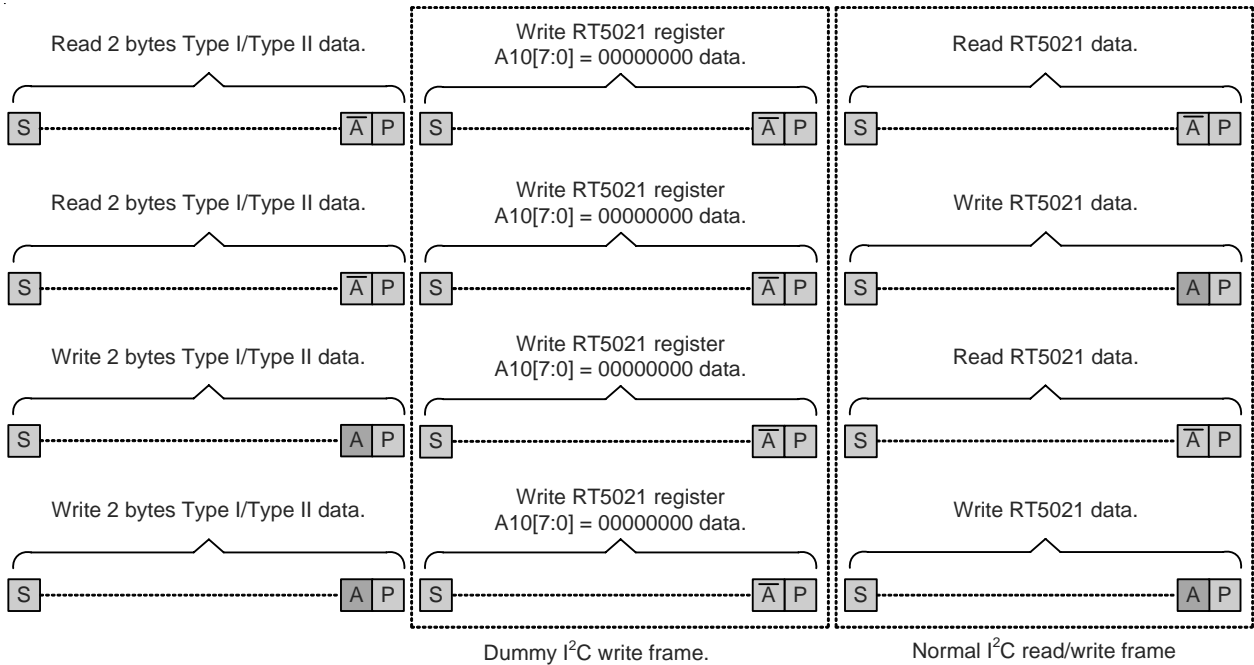 Read 2 bytes Type I/Type II data.
Write RT5021 register
A10[7:0] = 00000000 data.
Read RT5021 data.
S A̅ P S A̅ P S A̅ P
Read 2 bytes Type I/Type II data.
Write RT5021 register
A10[7:0] = 00000000 data.
Write RT5021 data.
S A̅ P S A̅ P S A P
Write 2 bytes Type I/Type II data.
Write RT5021 register
A10[7:0] = 00000000 data.
Read RT5021 data.
S A P S A̅ P S A̅ P
Write 2 bytes Type I/Type II data.
Write RT5021 register
A10[7:0] = 00000000 data.
Write RT5021 data.
S A P S A̅ P S A P
Dummy I²C write frame.
Normal I²C read/write frame